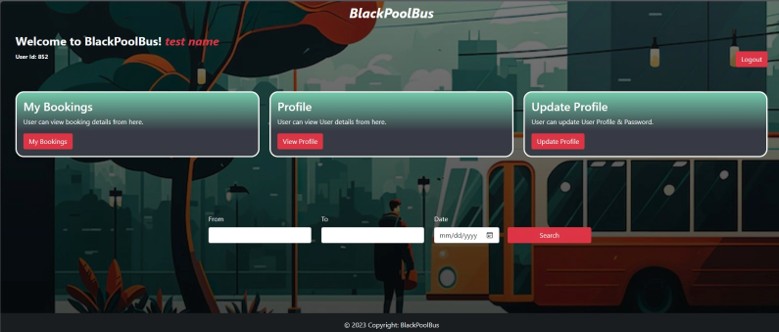 BlackPoolBus
Welcome to BlackPoolBus! test name
User Id: 852
Logout
My Bookings
User can view booking details from here.
My Bookings
Profile
User can view User details from here.
View Profile
Update Profile
User can update User Profile & Password.
Update Profile
From
To
Date
mm/dd/yyyy
Search
© 2023 Copyright: BlackPoolBus